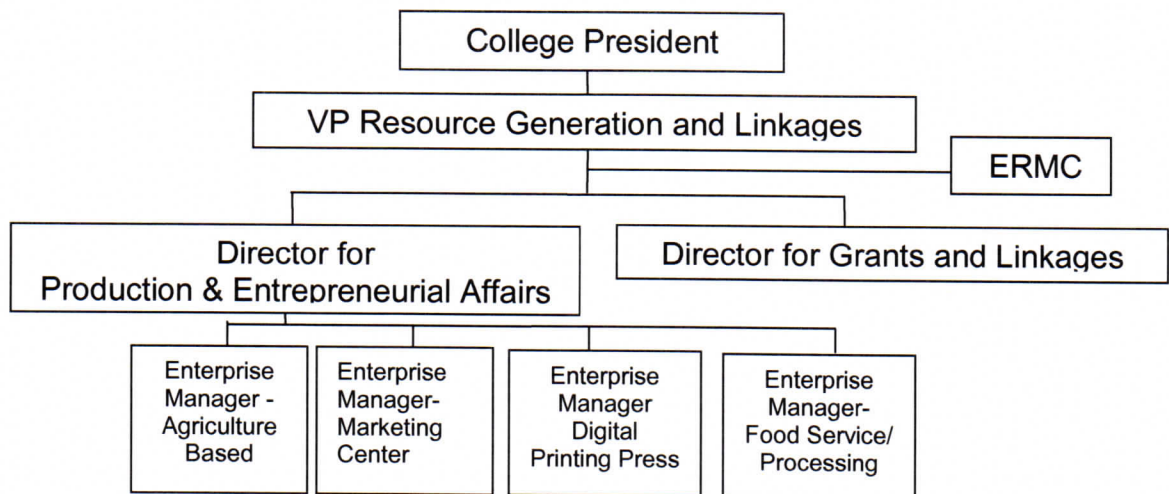 College President
VP Resource Generation and Linkages
ERMC
Director for
Production & Entrepreneurial Affairs
Director for Grants and Linkages
Enterprise
Manager -
Agriculture
Based
Enterprise
Manager-
Marketing
Center
Enterprise
Manager
Digital
Printing Press
Enterprise
Manager-
Food Service/
Processing